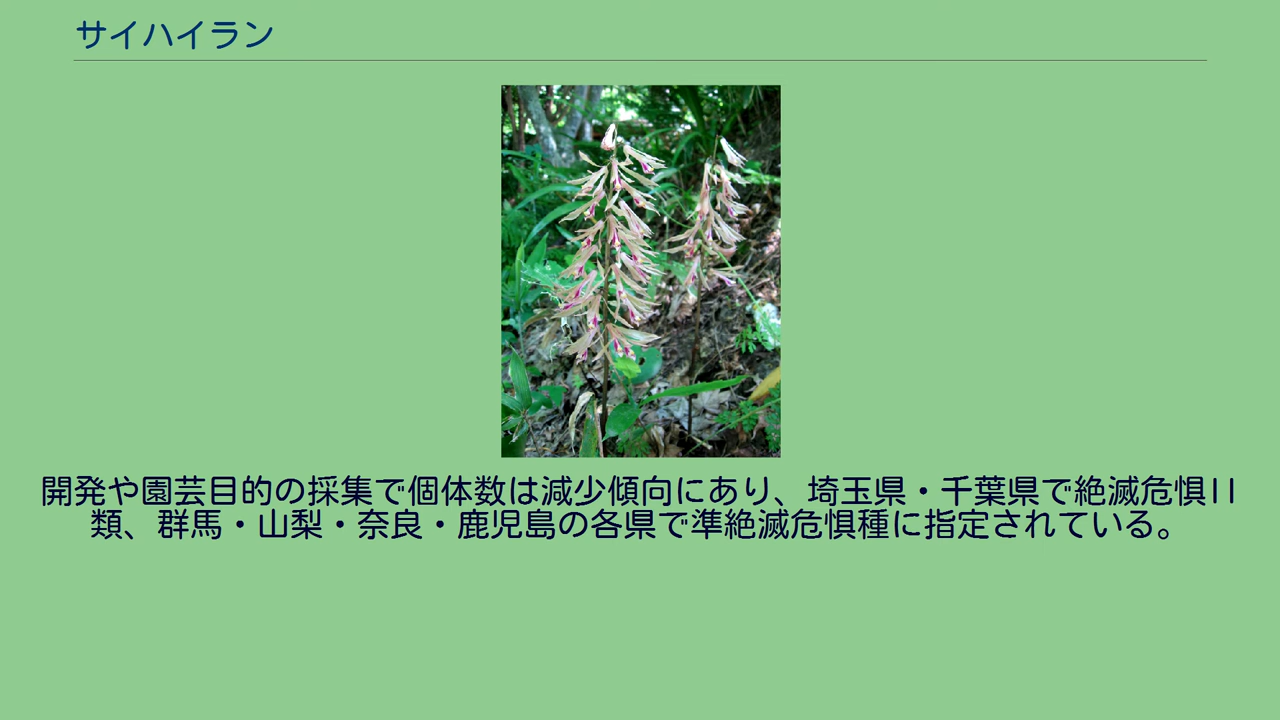 サイハイラン
開発や園芸目的の採集で個体数は減少傾向にあり、埼玉県・千葉県で絶滅危惧II
類、群馬・山梨・奈良・鹿児島の各県で準絶滅危惧種に指定されている。